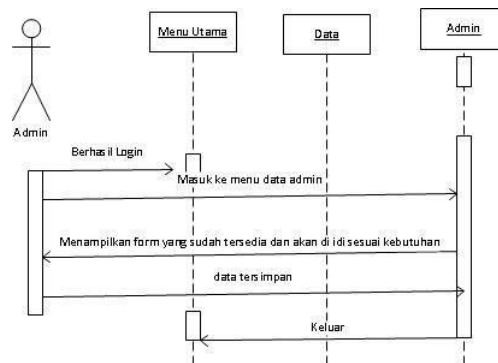 Menu Utama
Data
Admin
Admin
Berhasil Login
Masuk ke menu data admin
Menampilkan form yang sudah tersedia dan akan di idi sesuai kebutuhan
data tersimpan
Keluar